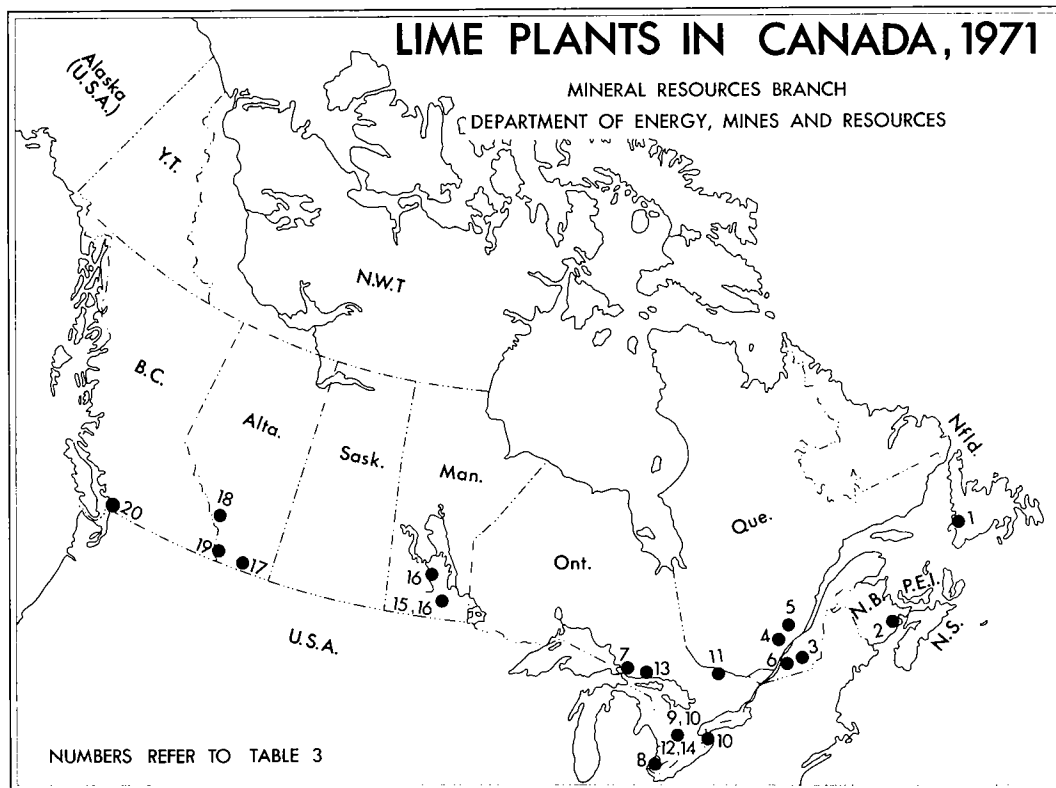 LIME PLANTS IN CANADA, 1971
MINERAL RESOURCES BRANCH
DEPARTMENT OF ENERGY, MINES AND RESOURCES
Alaska
(U.S.A.)
Y.T.
N.W.T
B.C.
Alta.
Sask.
Man.
Ont.
Que.
Nfld.
P.E.I.
N.B.
N.S.
U.S.A.
18
20
19
17
16
15,16
1
2
5
4
3
6
7
13
11
9,10
12,14
10
8
NUMBERS REFER TO TABLE 3